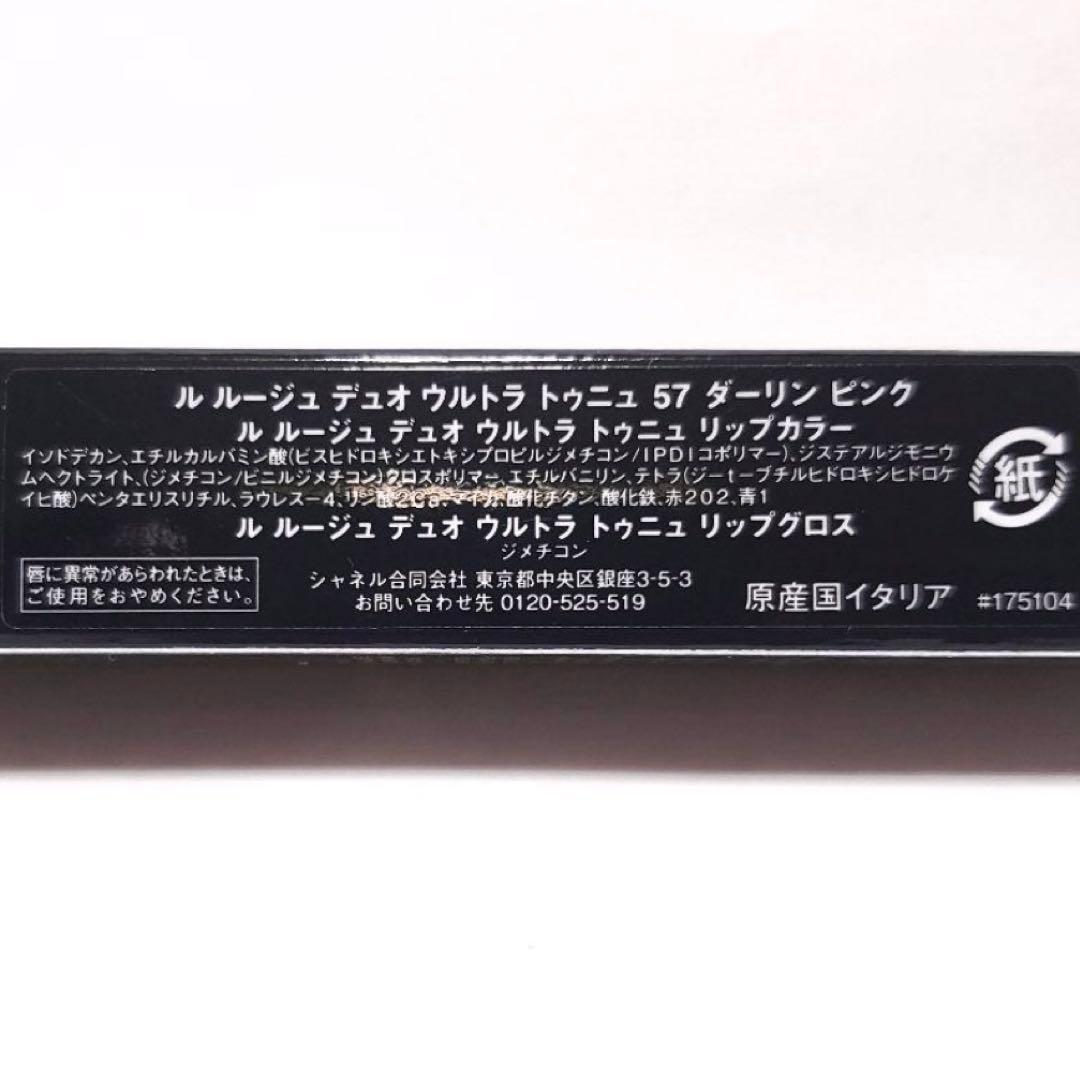 ル ルージュ デュオ ウルトラ トゥニュ 57 ダーリン ピンク
ル ルージュ デュオ ウルトラ トゥニュ リップカラー
イソドデカン、エチルカルバミン酸(ビスヒドロキシエトキシプロピルジメチコン/IPDIコポリマー)、ジステアルジモニウ
ムヘクトライト、(ジメチコン/ビニルジメチコン)クロスポリマー、エチルバニリン、テトラ(ジ-t-ブチルヒドロキシヒドロケ
イヒ酸)ペンタエリスリチル、ラウレス-4、リン酸2Ca、マイカ、酸化チタン、酸化鉄、赤202、青1
紙
ル ルージュ デュオ ウルトラ トゥニュ リップグロス
ジメチコン
唇に異常があらわれたときは、
ご使用をおやめください。
シャネル合同会社 東京都中央区銀座3-5-3
お問い合わせ先 0120-525-519
原産国イタリア #175104